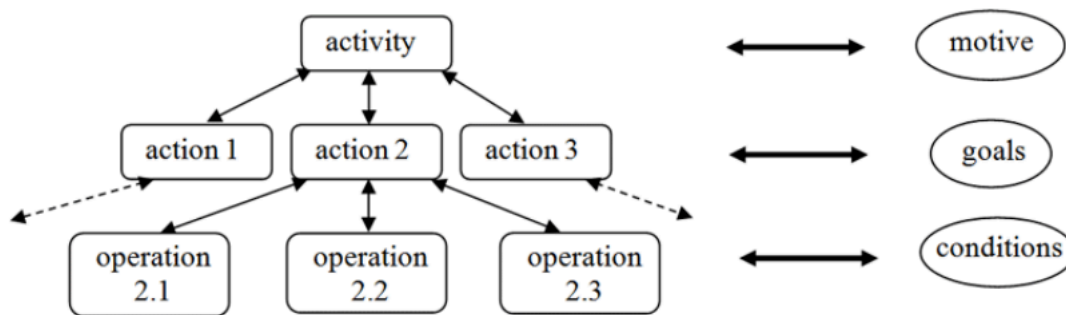 activity
motive
action 1
action 2
action 3
goals
operation
2.1
operation
2.2
operation
2.3
conditions